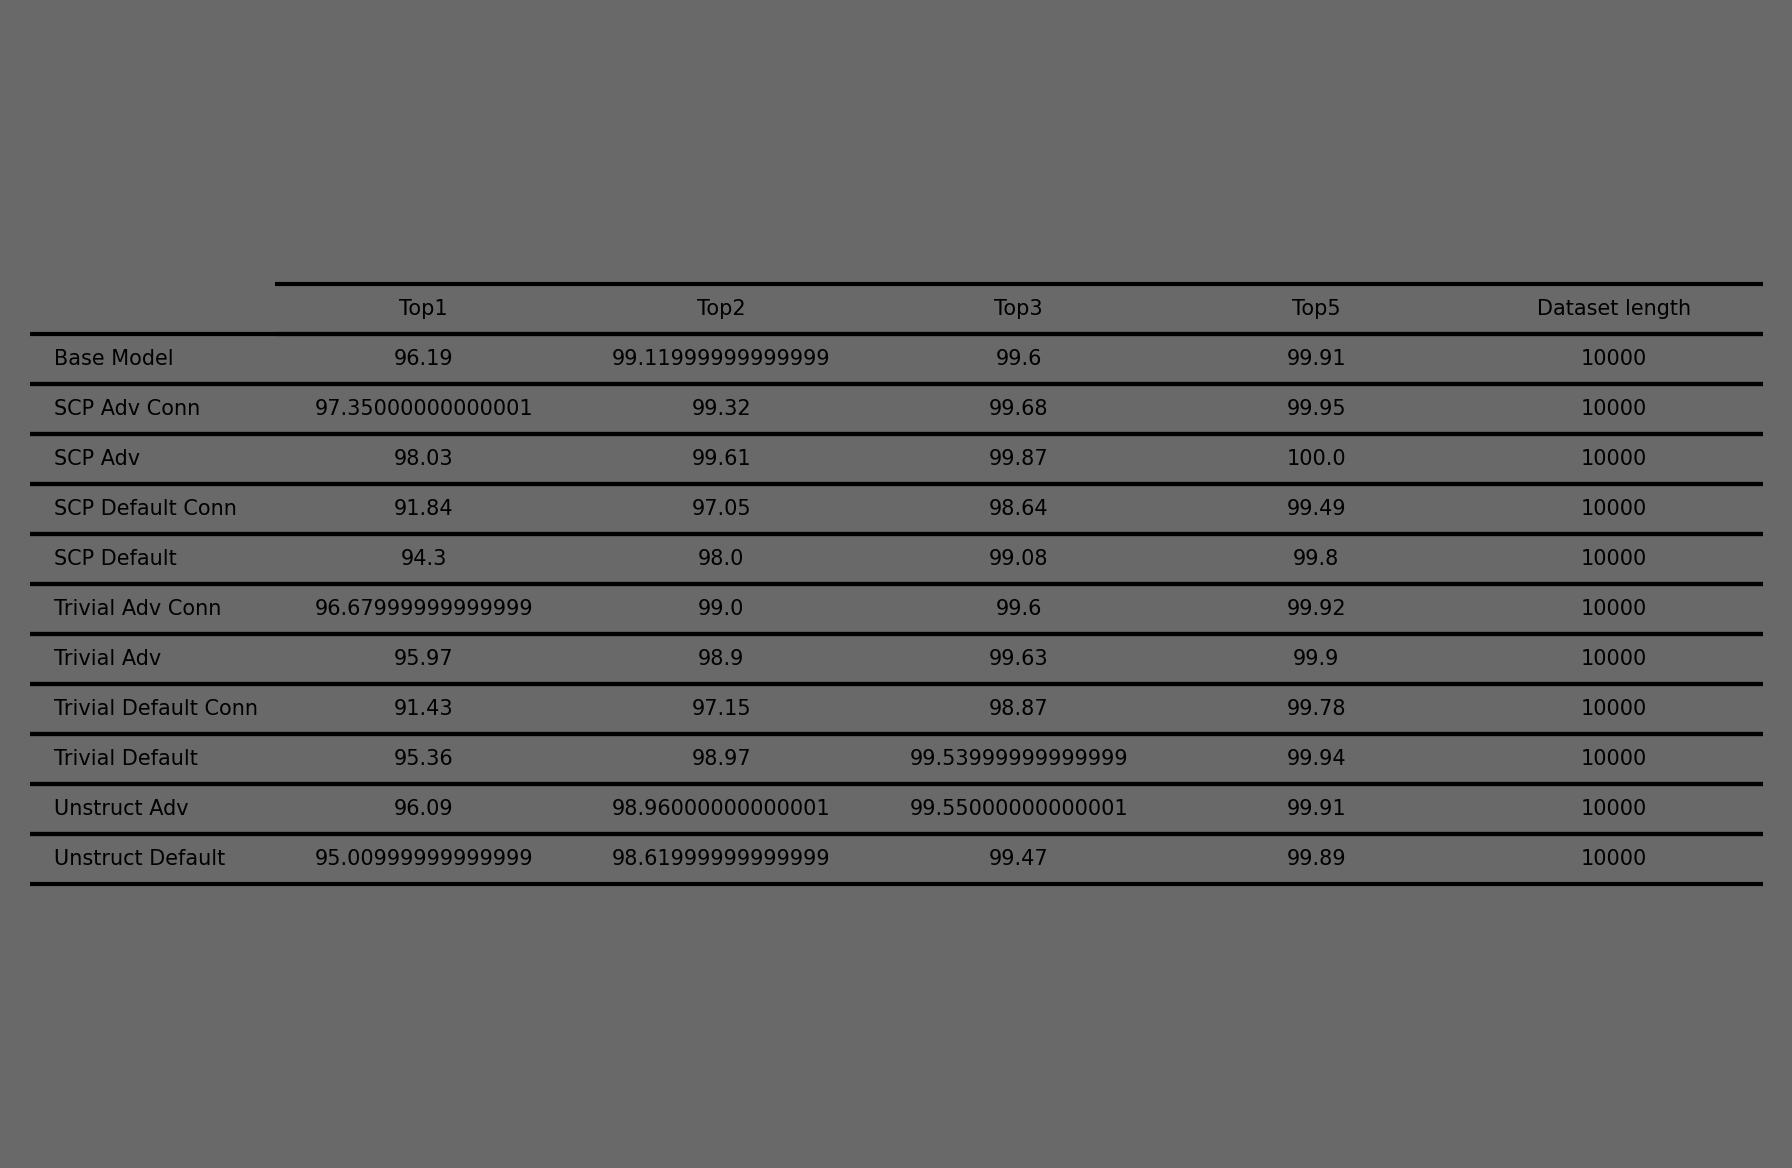 Top1 Top2 Top3 Top5 Dataset length
Base Model 96.19 99.11999999999999 99.6 99.91 10000
SCP Adv Conn 97.35000000000001 99.32 99.68 99.95 10000
SCP Adv 98.03 99.61 99.87 100.0 10000
SCP Default Conn 91.84 97.05 98.64 99.49 10000
SCP Default 94.3 98.0 99.08 99.8 10000
Trivial Adv Conn 96.67999999999999 99.0 99.6 99.92 10000
Trivial Adv 95.97 98.9 99.63 99.9 10000
Trivial Default Conn 91.43 97.15 98.87 99.78 10000
Trivial Default 95.36 98.97 99.53999999999999 99.94 10000
Unstruct Adv 96.09 98.96000000000001 99.55000000000001 99.91 10000
Unstruct Default 95.00999999999999 98.61999999999999 99.47 99.89 10000